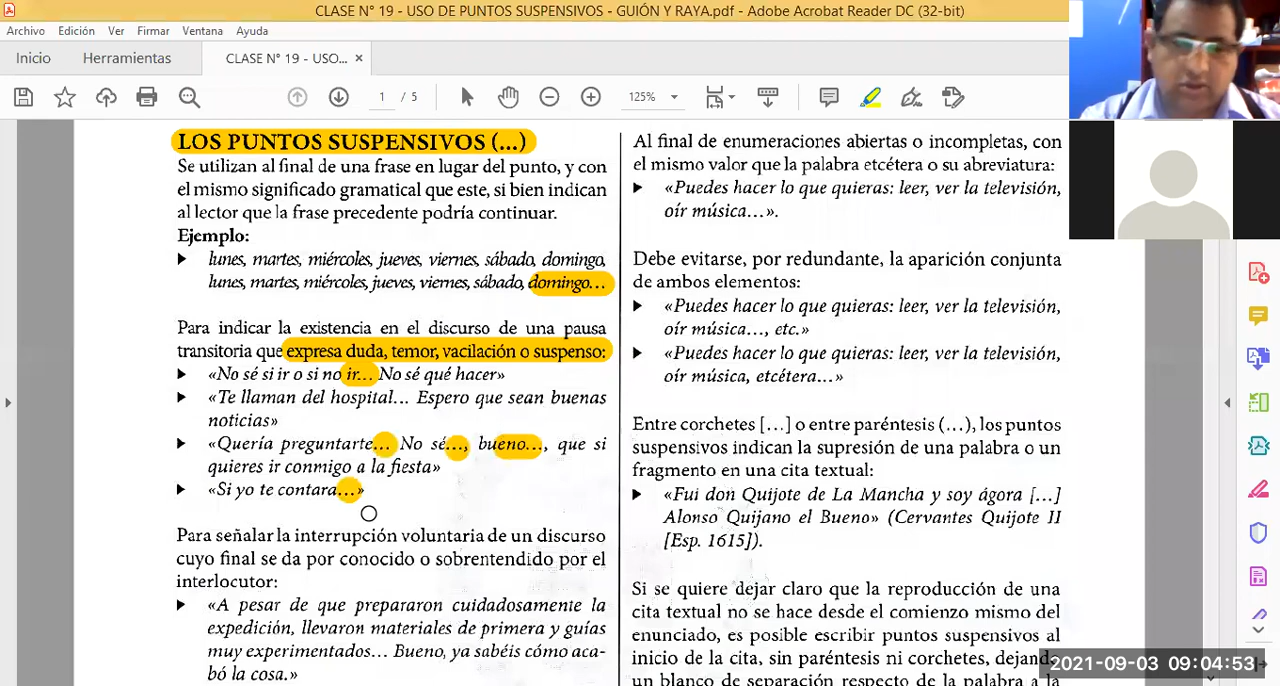 CLASE N° 19 - USO DE PUNTOS SUSPENSIVOS - GUIÓN Y RAYA.pdf - Adobe Acrobat Reader DC (32-bit)
Archivo Edición Ver Firmar Ventana Ayuda
Inicio Herramientas CLASE N° 19 - USO... ×
1 / 5 125%
LOS PUNTOS SUSPENSIVOS (...)
Se utilizan al final de una frase en lugar del punto, y con
el mismo significado gramatical que este, si bien indican
al lector que la frase precedente podría continuar.
Ejemplo:
lunes, martes, miércoles, jueves, viernes, sábado, domingo,
lunes, martes, miércoles, jueves, viernes, sábado, domingo...
Para indicar la existencia en el discurso de una pausa
transitoria que expresa duda, temor, vacilación o suspenso:
«No sé si ir o si no ir... No sé qué hacer»
«Te llaman del hospital... Espero que sean buenas
noticias»
«Quería preguntarte... No sé..., bueno..., que si
quieres ir conmigo a la fiesta»
«Si yo te contara...»
Para señalar la interrupción voluntaria de un discurso
cuyo final se da por conocido o sobrentendido por el
interlocutor:
«A pesar de que prepararon cuidadosamente la
expedición, llevaron materiales de primera y guías
muy experimentados... Bueno, ya sabéis cómo aca-
bó la cosa.»
Al final de enumeraciones abiertas o incompletas, con
el mismo valor que la palabra etcétera o su abreviatura:
«Puedes hacer lo que quieras: leer, ver la televisión,
oír música...».
Debe evitarse, por redundante, la aparición conjunta
de ambos elementos:
«Puedes hacer lo que quieras: leer, ver la televisión,
oír música..., etc.»
«Puedes hacer lo que quieras: leer, ver la televisión,
oír música, etcétera...»
Entre corchetes [...] o entre paréntesis (...), los puntos
suspensivos indican la supresión de una palabra o un
fragmento en una cita textual:
«Fui don Quijote de La Mancha y soy ágora [...]
Alonso Quijano el Bueno» (Cervantes Quijote II
[Esp. 1615]).
Si se quiere dejar claro que la reproducción de una
cita textual no se hace desde el comienzo mismo del
enunciado, es posible escribir puntos suspensivos al
inicio de la cita, sin paréntesis ni corchetes, dejando
un blanco de separación respecto de la palabra a la
2021-09-03 09:04:53